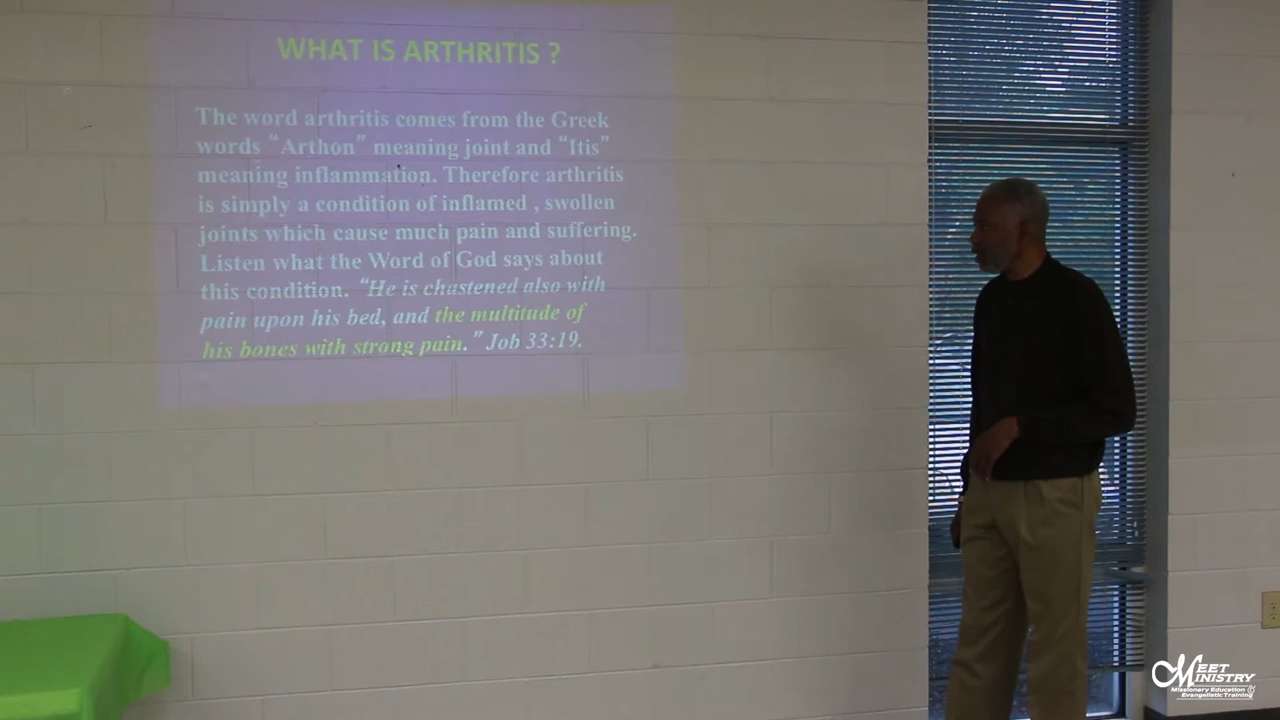 WHAT IS ARTHRITIS ?
The word arthritis comes from the Greek
words “Arthon” meaning joint and “Itis”
meaning inflammation. Therefore arthritis
is simply a condition of inflamed , swollen
joints which cause much pain and suffering.
Listen what the Word of God says about
this condition. “He is chastened also with
pain upon his bed, and the multitude of
his bones with strong pain.” Job 33:19.
MEET
MINISTRY
Missionary Education &
Evangelistic Training